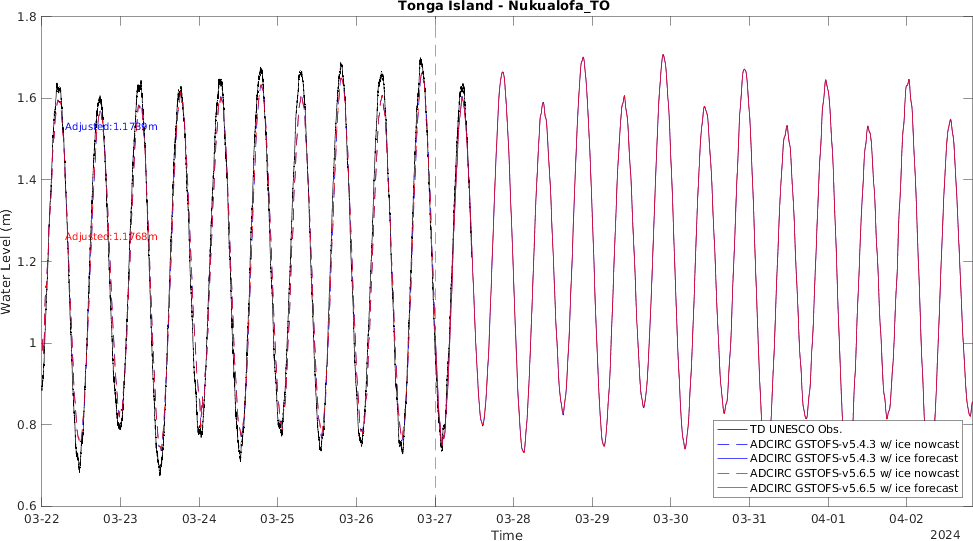 Tonga Island - Nukualofa_TO
1.8
1.6
1.4
1.2
1
0.8
0.6
Water Level (m)
Adjusted:1.1789m
Adjusted:1.1768m
TD UNESCO Obs.
ADCIRC GSTOFS-v5.4.3 w/ ice nowcast
ADCIRC GSTOFS-v5.4.3 w/ ice forecast
ADCIRC GSTOFS-v5.6.5 w/ ice nowcast
ADCIRC GSTOFS-v5.6.5 w/ ice forecast
03-22 03-23 03-24 03-25 03-26 03-27 03-28 03-29 03-30 03-31 04-01 04-02
Time
2024